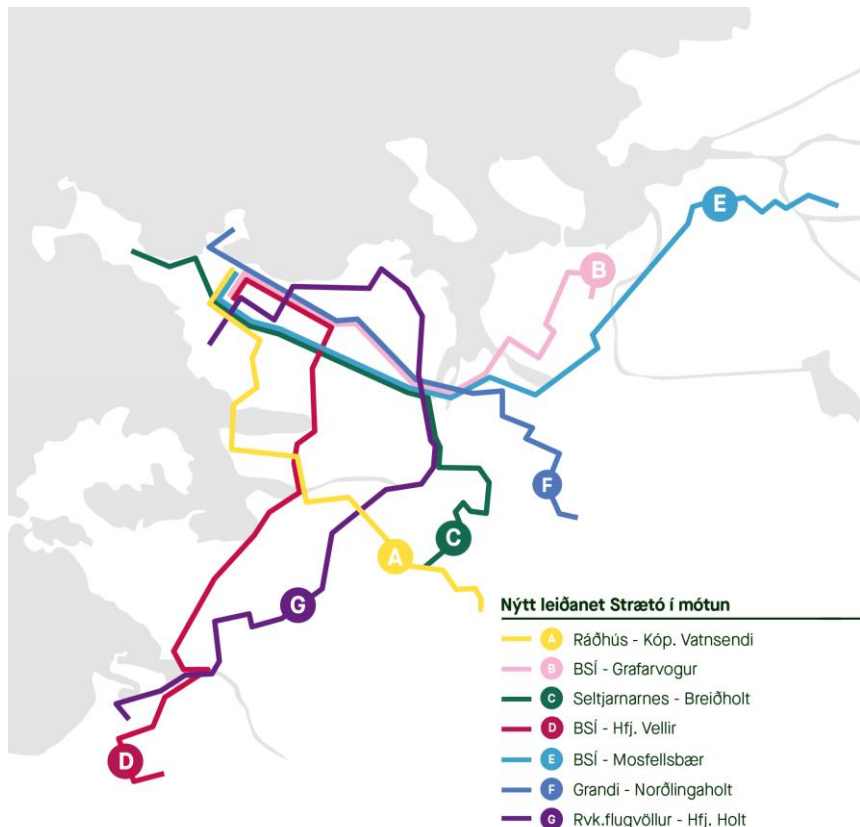 E
B
F
C
A
G
D
Nýtt leiðanet Strætó í mótun
A Ráðhús - Kóp. Vatnsendi
B BSÍ - Grafarvogur
C Seltjarnarnes - Breiðholt
D BSÍ - Hfj. Vellir
E BSÍ - Mosfellsbær
F Grandi - Norðlingaholt
G Rvk.flugvöllur - Hfj. Holt